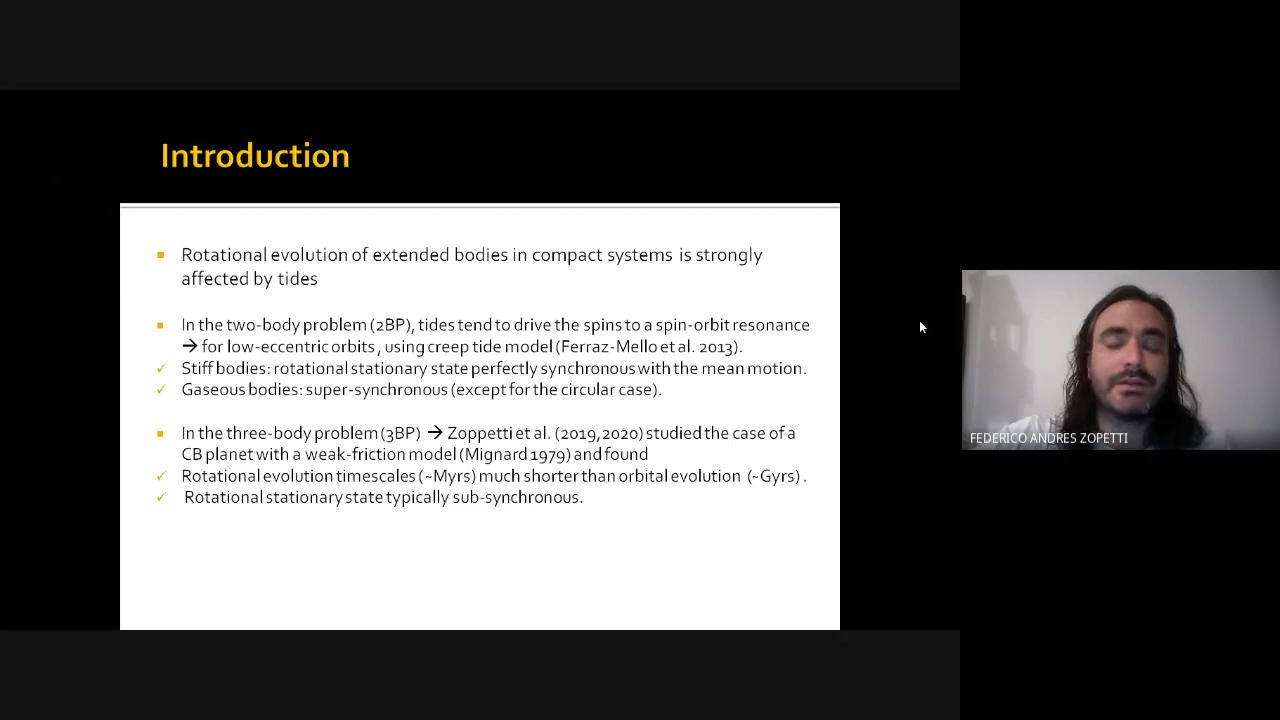 Introduction
Rotational evolution of extended bodies in compact systems is strongly
affected by tides
In the two-body problem (2BP), tides tend to drive the spins to a spin-orbit resonance
→ for low-eccentric orbits, using creep tide model (Ferraz-Mello et al. 2013).
Stiff bodies: rotational stationary state perfectly synchronous with the mean motion.
Gaseous bodies: super-synchronous (except for the circular case).
In the three-body problem (3BP) → Zoppetti et al. (2019,2020) studied the case of a
CB planet with a weak-friction model (Mignard 1979) and found
Rotational evolution timescales (~Myrs) much shorter than orbital evolution (~Gyrs) .
Rotational stationary state typically sub-synchronous.
FEDERICO ANDRES ZOPETTI